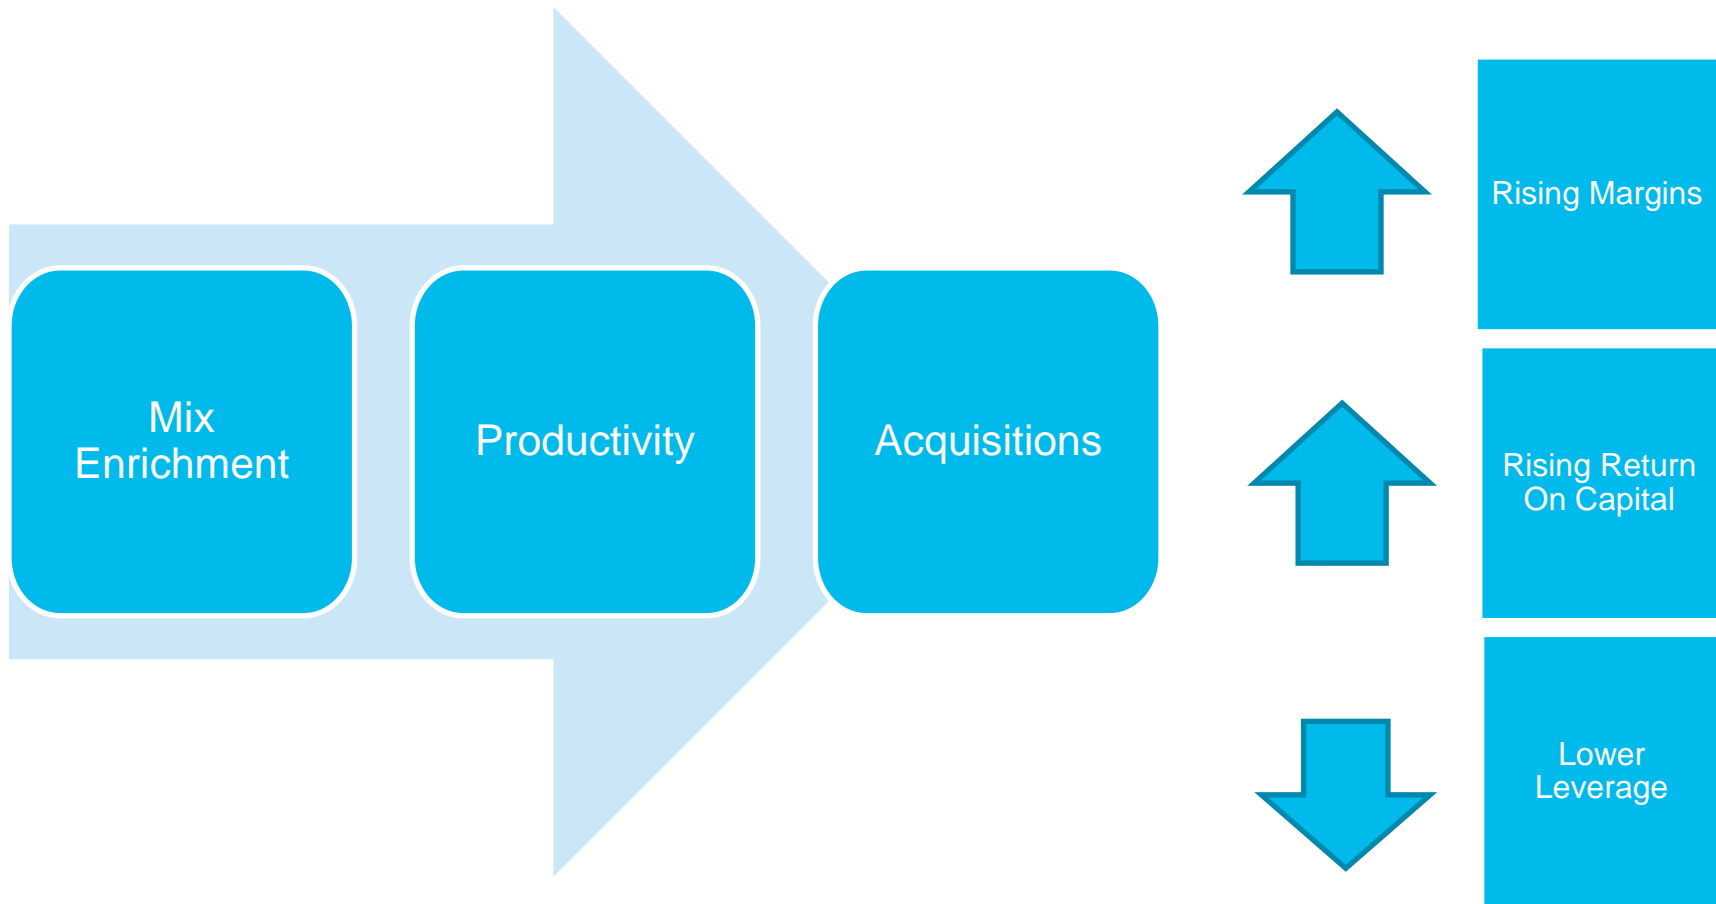 Mix
Enrichment
Productivity
Acquisitions
Rising Margins
Rising Return
On Capital
Lower
Leverage